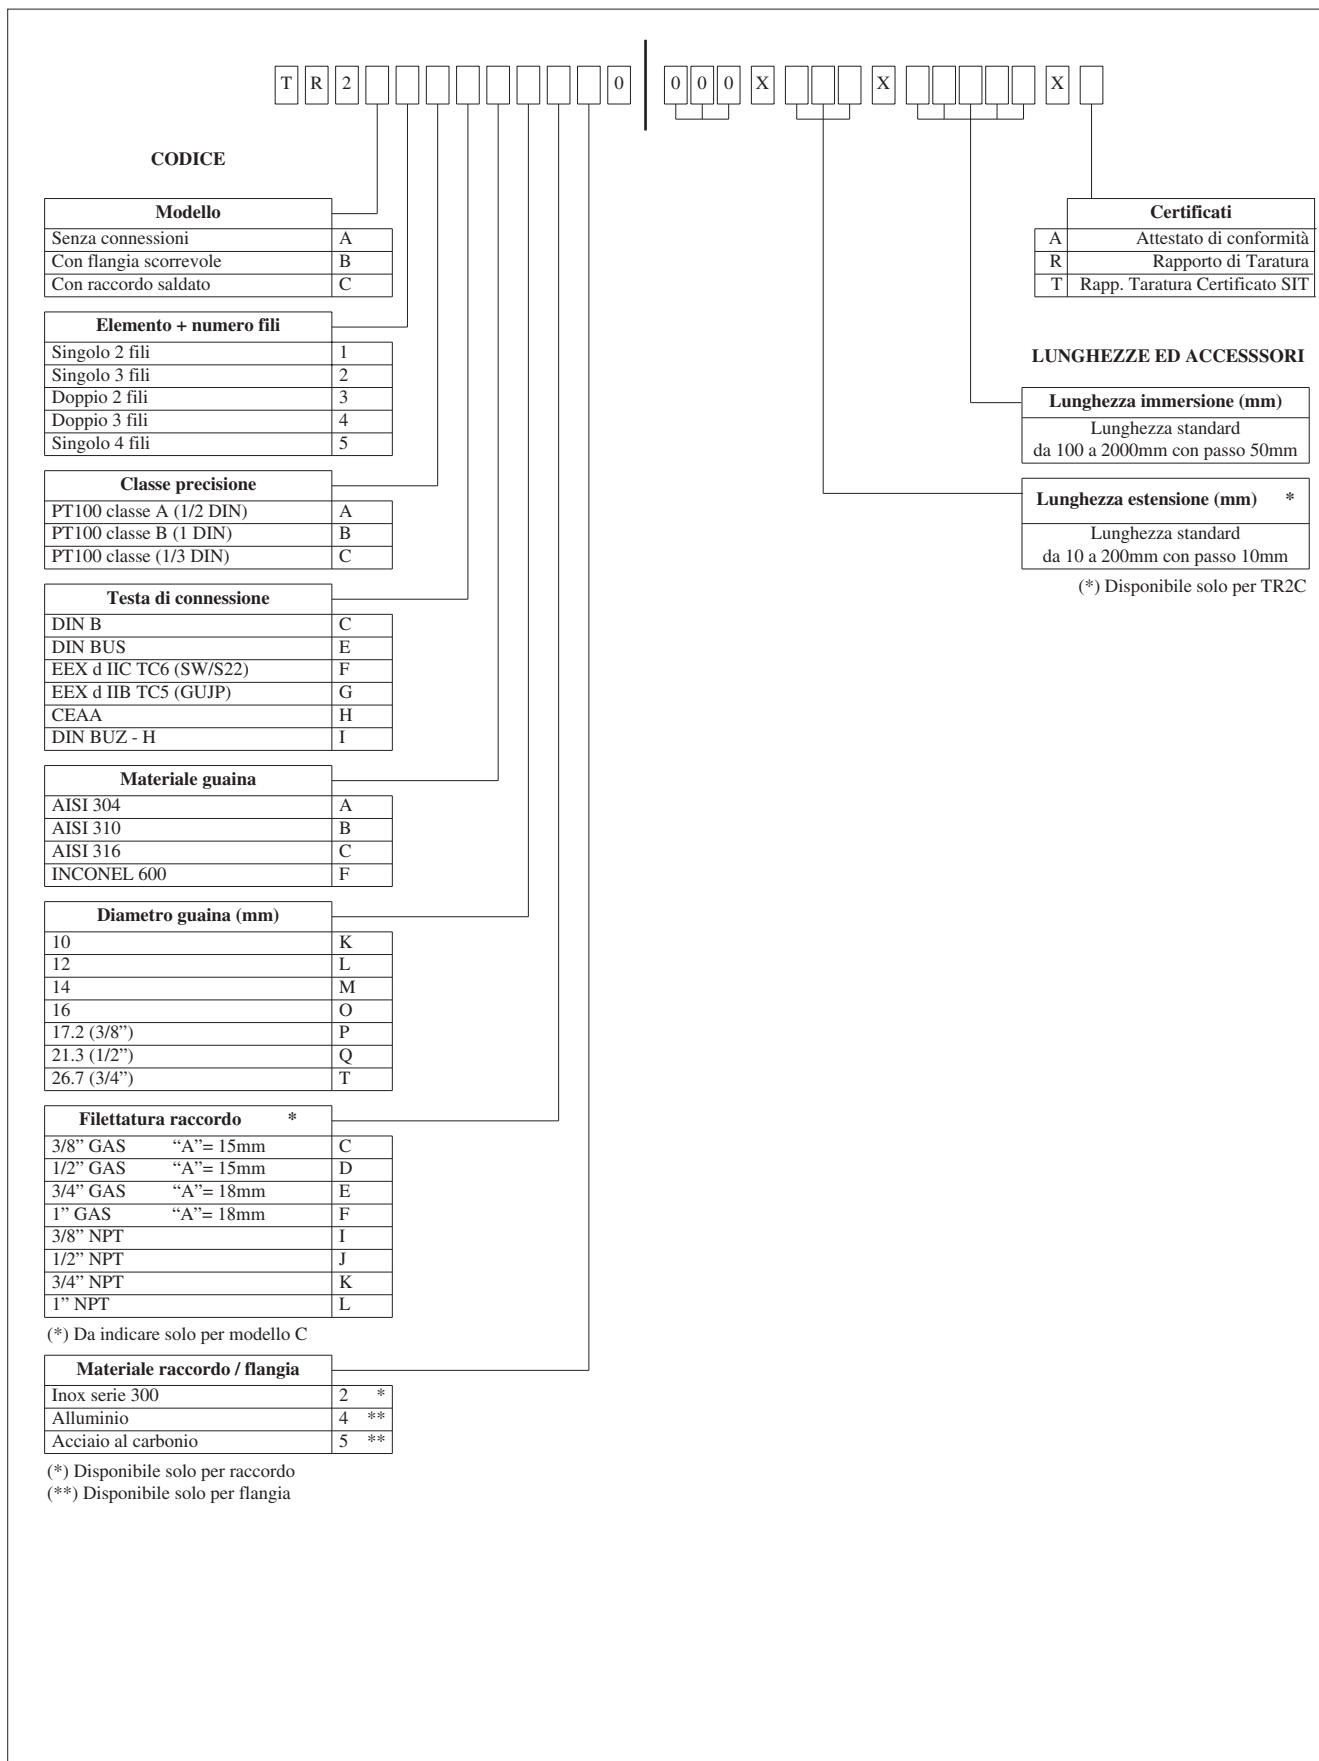 T R 2 0 0 0 0 X X X
CODICE
Modello
Senza connessioni A
Con flangia scorrevole B
Con raccordo saldato C
Elemento + numero fili
Singolo 2 fili 1
Singolo 3 fili 2
Doppio 2 fili 3
Doppio 3 fili 4
Singolo 4 fili 5
Classe precisione
PT100 classe A (1/2 DIN) A
PT100 classe B (1 DIN) B
PT100 classe (1/3 DIN) C
Testa di connessione
DIN B C
DIN BUS E
EEX d IIC TC6 (SW/S22) F
EEX d IIB TC5 (GUJP) G
CEAA H
DIN BUZ - H I
Materiale guaina
AISI 304 A
AISI 310 B
AISI 316 C
INCONEL 600 F
Diametro guaina (mm)
10 K
12 L
14 M
16 O
17.2 (3/8”) P
21.3 (1/2”) Q
26.7 (3/4”) T
Filettatura raccordo *
3/8” GAS “A”= 15mm C
1/2” GAS “A”= 15mm D
3/4” GAS “A”= 18mm E
1” GAS “A”= 18mm F
3/8” NPT I
1/2” NPT J
3/4” NPT K
1” NPT L
(*) Da indicare solo per modello C
Materiale raccordo / flangia
Inox serie 300 2 *
Alluminio 4 **
Acciaio al carbonio 5 **
(*) Disponibile solo per raccordo
(**) Disponibile solo per flangia
Certificati
A Attestato di conformità
R Rapporto di Taratura
T Rapp. Taratura Certificato SIT
LUNGHEZZE ED ACCESSSORI
Lunghezza immersione (mm)
Lunghezza standard
da 100 a 2000mm con passo 50mm
Lunghezza estensione (mm) *
Lunghezza standard
da 10 a 200mm con passo 10mm
(*) Disponibile solo per TR2C